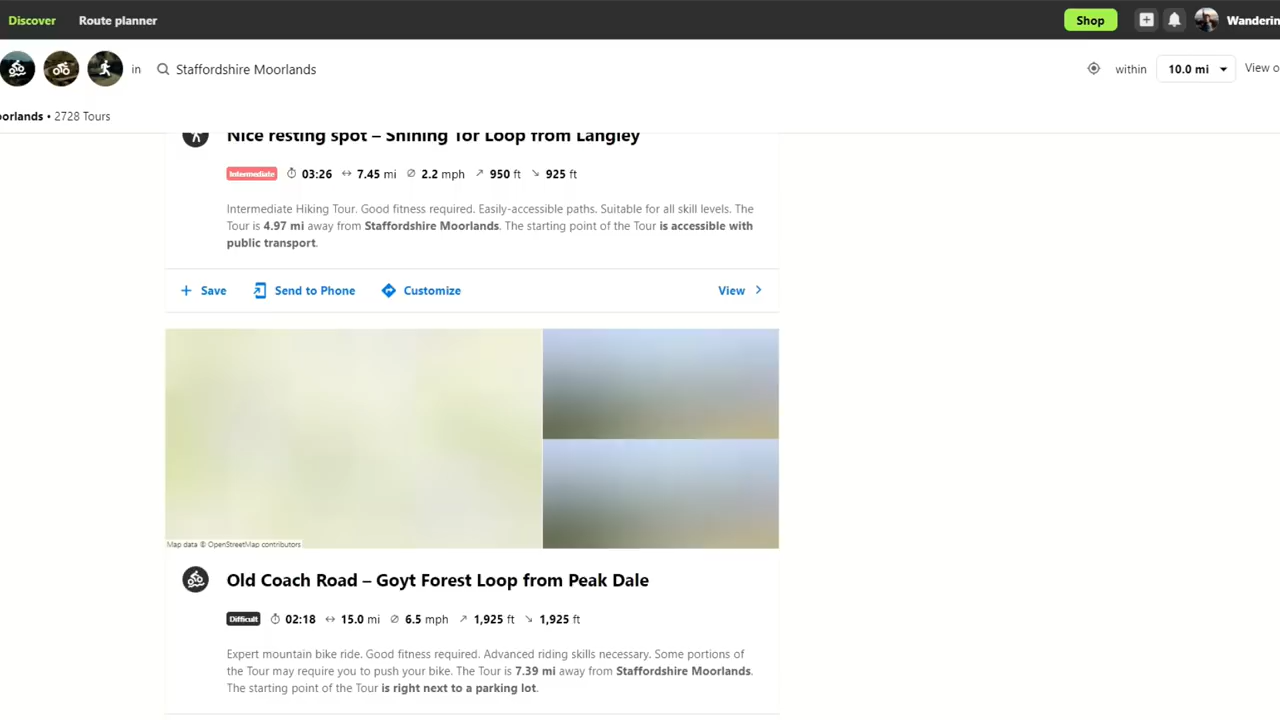 Discover Route planner Shop Wanderin
in Staffordshire Moorlands within 10.0 mi View o
oorlands • 2728 Tours
Nice resting spot – Shining Tor Loop from Langley
Intermediate 03:26 7.45 mi 2.2 mph 950 ft 925 ft
Intermediate Hiking Tour. Good fitness required. Easily-accessible paths. Suitable for all skill levels. The
Tour is 4.97 mi away from Staffordshire Moorlands. The starting point of the Tour is accessible with
public transport.
Save Send to Phone Customize View
Map data © OpenStreetMap contributors
Old Coach Road – Goyt Forest Loop from Peak Dale
Difficult 02:18 15.0 mi 6.5 mph 1,925 ft 1,925 ft
Expert mountain bike ride. Good fitness required. Advanced riding skills necessary. Some portions of
the Tour may require you to push your bike. The Tour is 7.39 mi away from Staffordshire Moorlands.
The starting point of the Tour is right next to a parking lot.